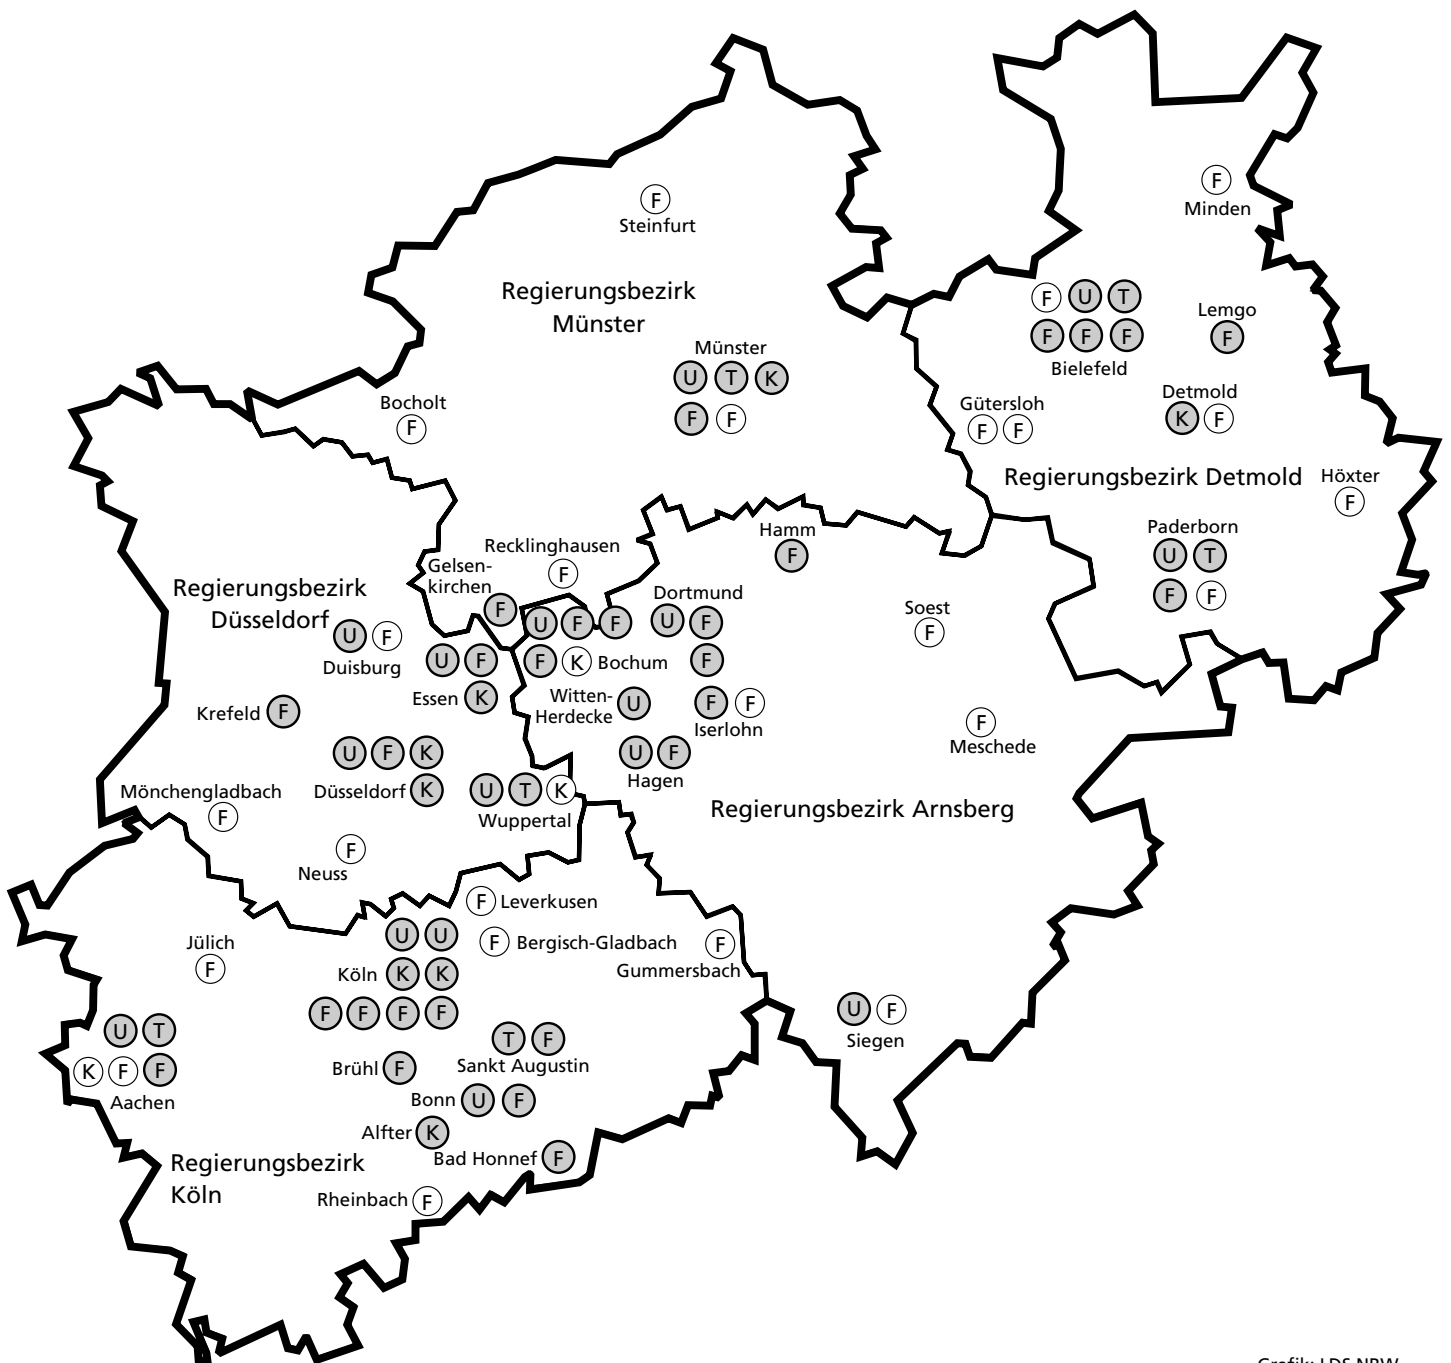 F
Minden
F
Steinfurt
Regierungsbezirk
Münster
F U T
F F F
Bielefeld
Lemgo
F
Münster
U T K
F F
Detmold
K F
Bocholt
F
Gütersloh
F F
Regierungsbezirk Detmold
Höxter
F
Paderborn
U T
F F
Hamm
F
Recklinghausen
F
Gelsen-
kirchen
F
Regierungsbezirk
Düsseldorf
U F
Duisburg
U F F
F K Bochum
Dortmund
U F
F
Soest
F
U F
Essen K
Witten-
Herdecke U
F F
Iserlohn
Krefeld F
F
Meschede
U F K
Düsseldorf K
U F
Hagen
Mönchengladbach
F
U T K
Wuppertal
Regierungsbezirk Arnsberg
F
Neuss
F Leverkusen
U U
Köln K K
F F F F
F Bergisch-Gladbach
F
Gummersbach
Jülich
F
U F
Siegen
U T
K F F
Aachen
T F
Sankt Augustin
Brühl F
Bonn U F
Alfter K
Bad Honnef F
Regierungsbezirk
Köln
Rheinbach F